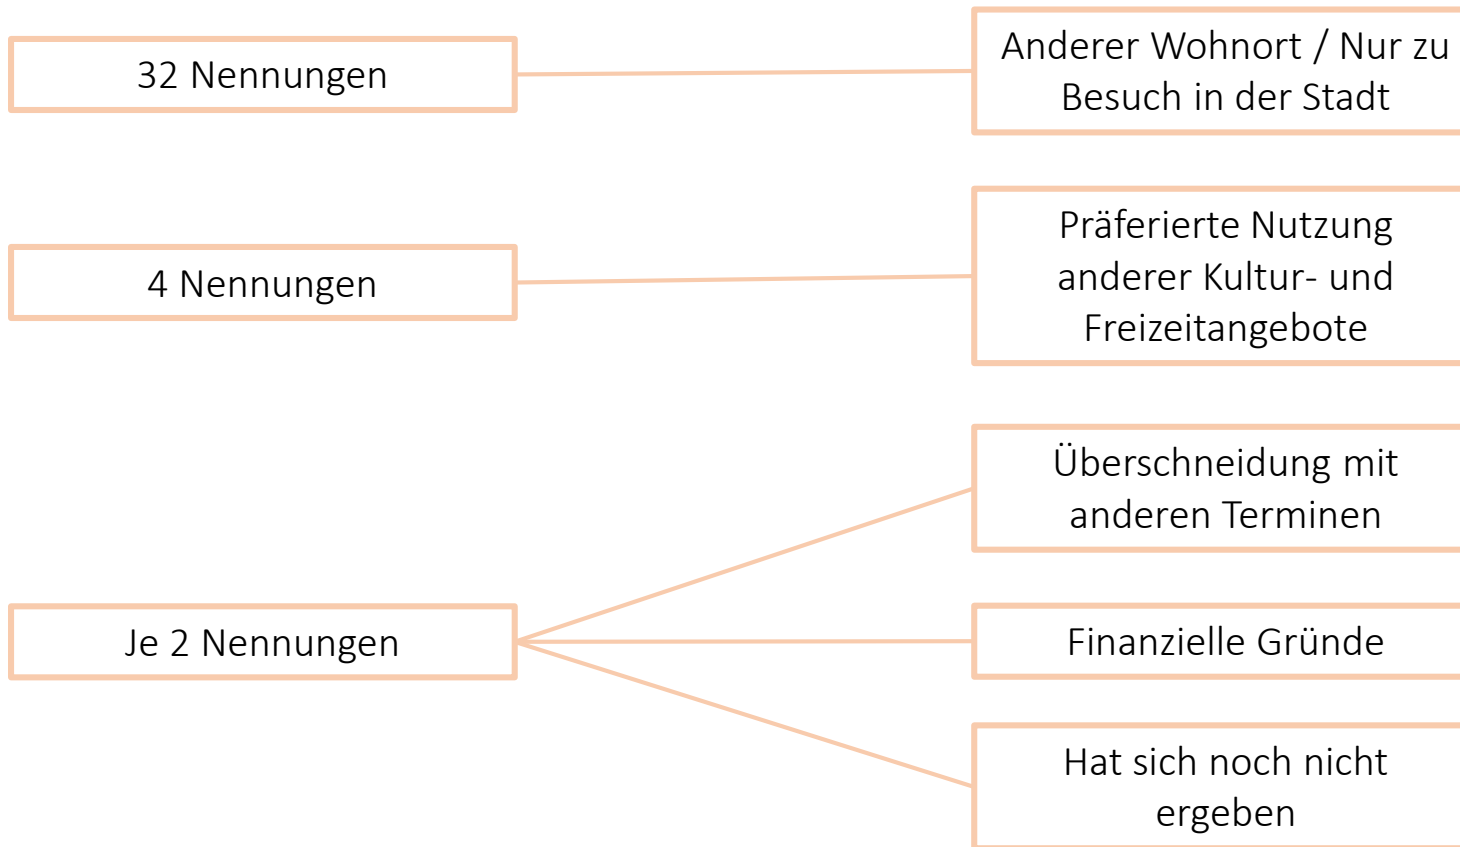 32 Nennungen
Anderer Wohnort / Nur zu
Besuch in der Stadt
4 Nennungen
Präferierte Nutzung
anderer Kultur- und
Freizeitangebote
Je 2 Nennungen
Überschneidung mit
anderen Terminen
Finanzielle Gründe
Hat sich noch nicht
ergeben